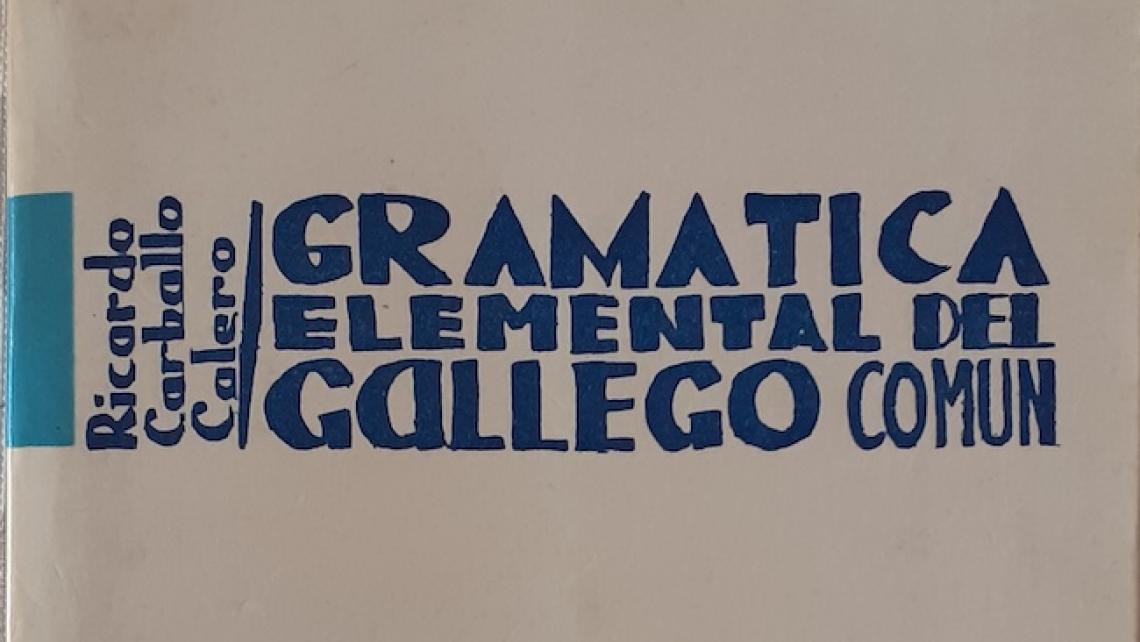 Ricardo
Carballo
Calero
GRAMATICA
ELEMENTAL DEL
GALLEGO COMUN